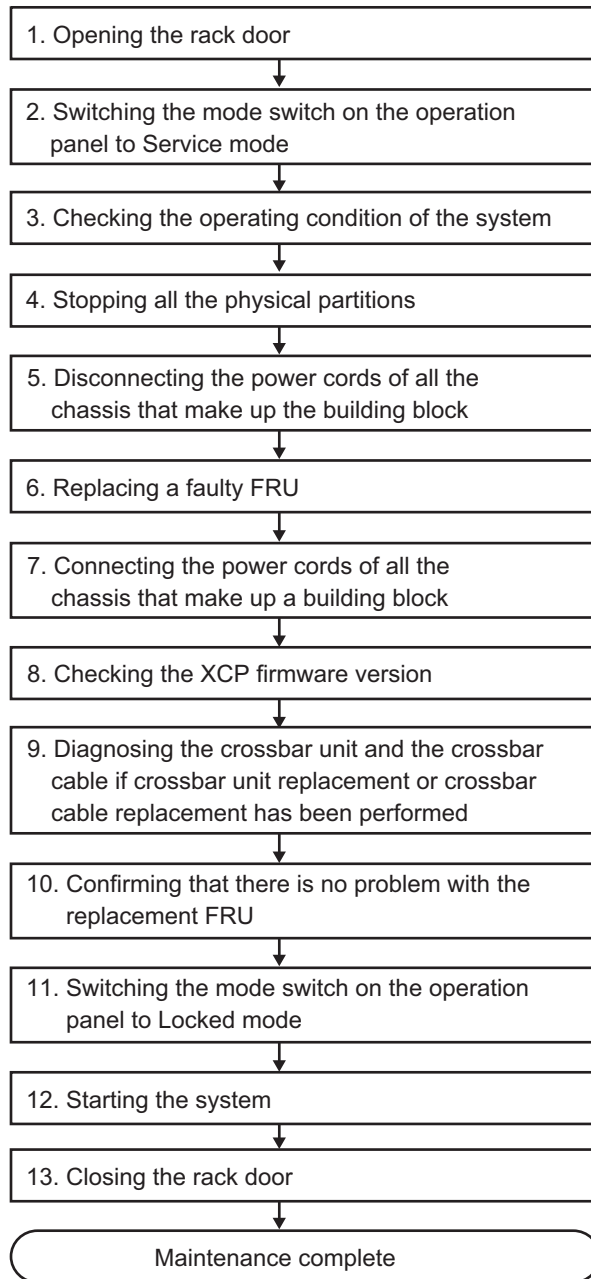 1. Opening the rack door
2. Switching the mode switch on the operation
panel to Service mode
3. Checking the operating condition of the system
4. Stopping all the physical partitions
5. Disconnecting the power cords of all the
chassis that make up the building block
6. Replacing a faulty FRU
7. Connecting the power cords of all the
chassis that make up a building block
8. Checking the XCP firmware version
9. Diagnosing the crossbar unit and the crossbar
cable if crossbar unit replacement or crossbar
cable replacement has been performed
10. Confirming that there is no problem with the
replacement FRU
11. Switching the mode switch on the operation
panel to Locked mode
12. Starting the system
13. Closing the rack door
Maintenance complete